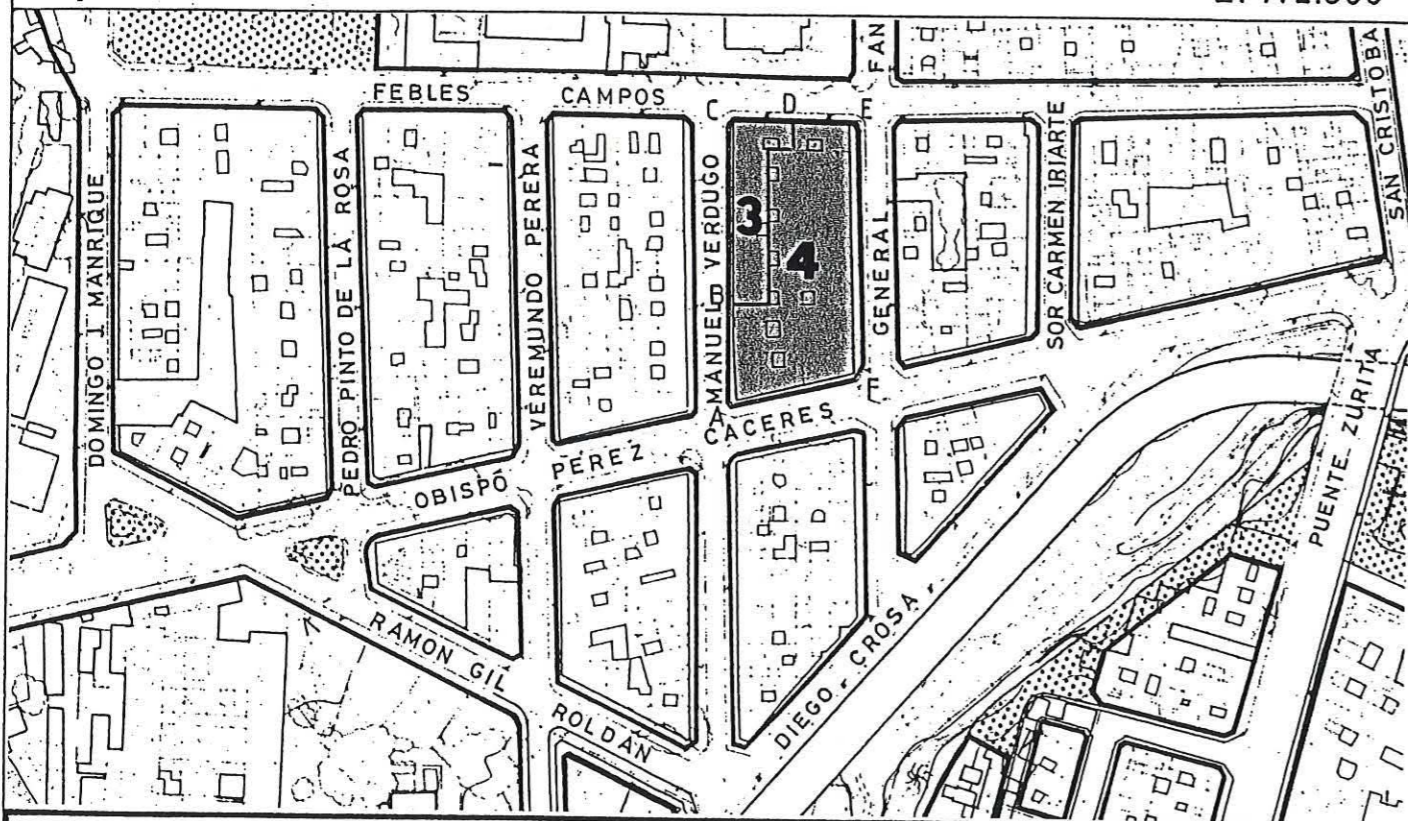 FEBLES CAMPOS
C D E
FAN
SAN CRISTOBA
DOMINGO J MANRIQUE
PEDRO PINTO DE LA ROSA
VEREMUNDO PERERA
MANUEL VERDUGO
3
4
B
GENERAL
SOR CARMEN IRIARTE
A
F
OBISPO PEREZ CACERES
PUENTE ZURITA
RAMON GIL ROLDAN
DIEGO CROSA